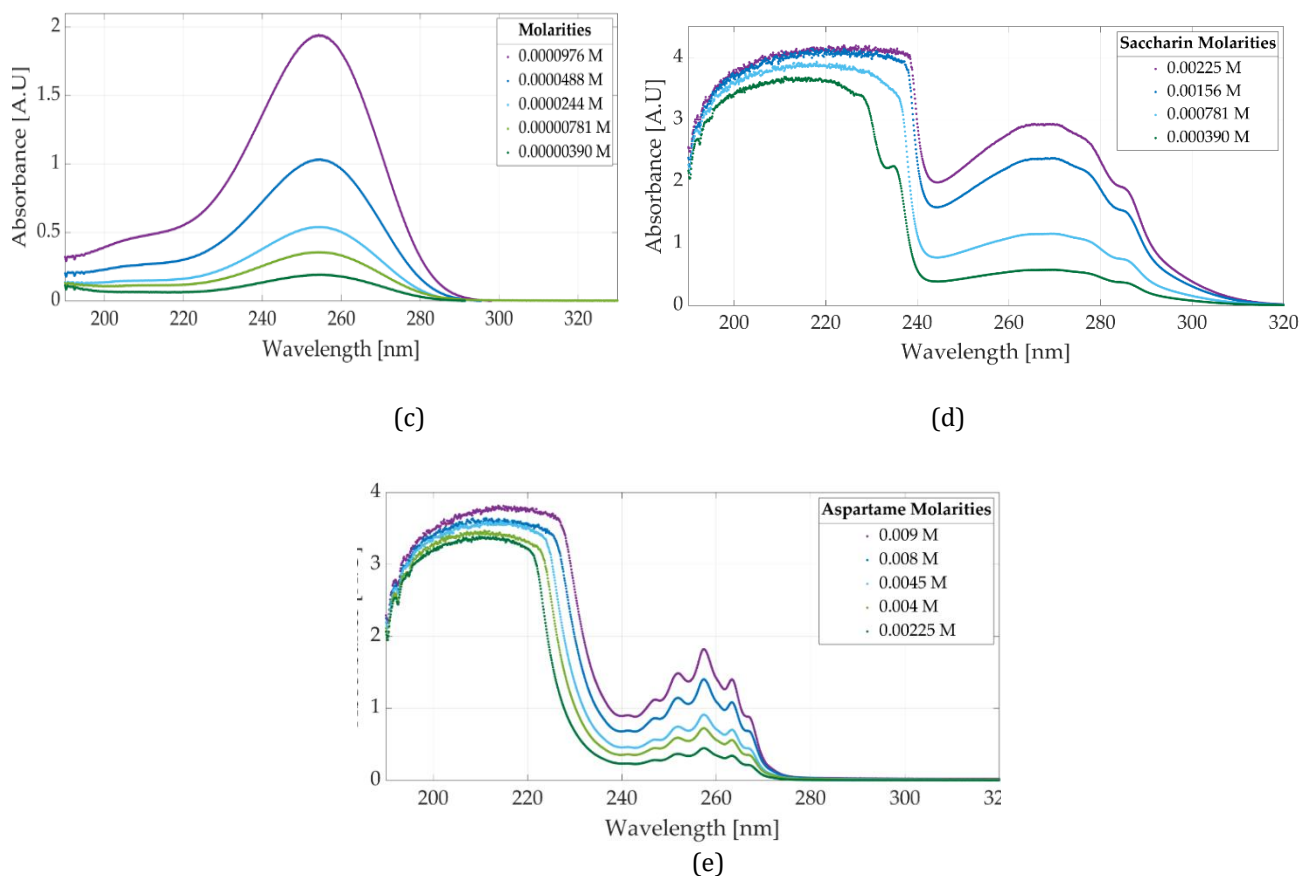 2
1.5
1
0.5
0
Absorbance [A.U]
200 220 240 260 280 300 320
Wavelength [nm]
Molarities
0.0000976 M
0.0000488 M
0.0000244 M
0.00000781 M
0.00000390 M
(c)
4
3
2
1
0
Absorbance [A.U]
200 220 240 260 280 300 320
Wavelength [nm]
Saccharin Molarities
0.00225 M
0.00156 M
0.000781 M
0.000390 M
(d)
4
3
2
1
0
200 220 240 260 280 300 32
Wavelength [nm]
Aspartame Molarities
0.009 M
0.008 M
0.0045 M
0.004 M
0.00225 M
(e)